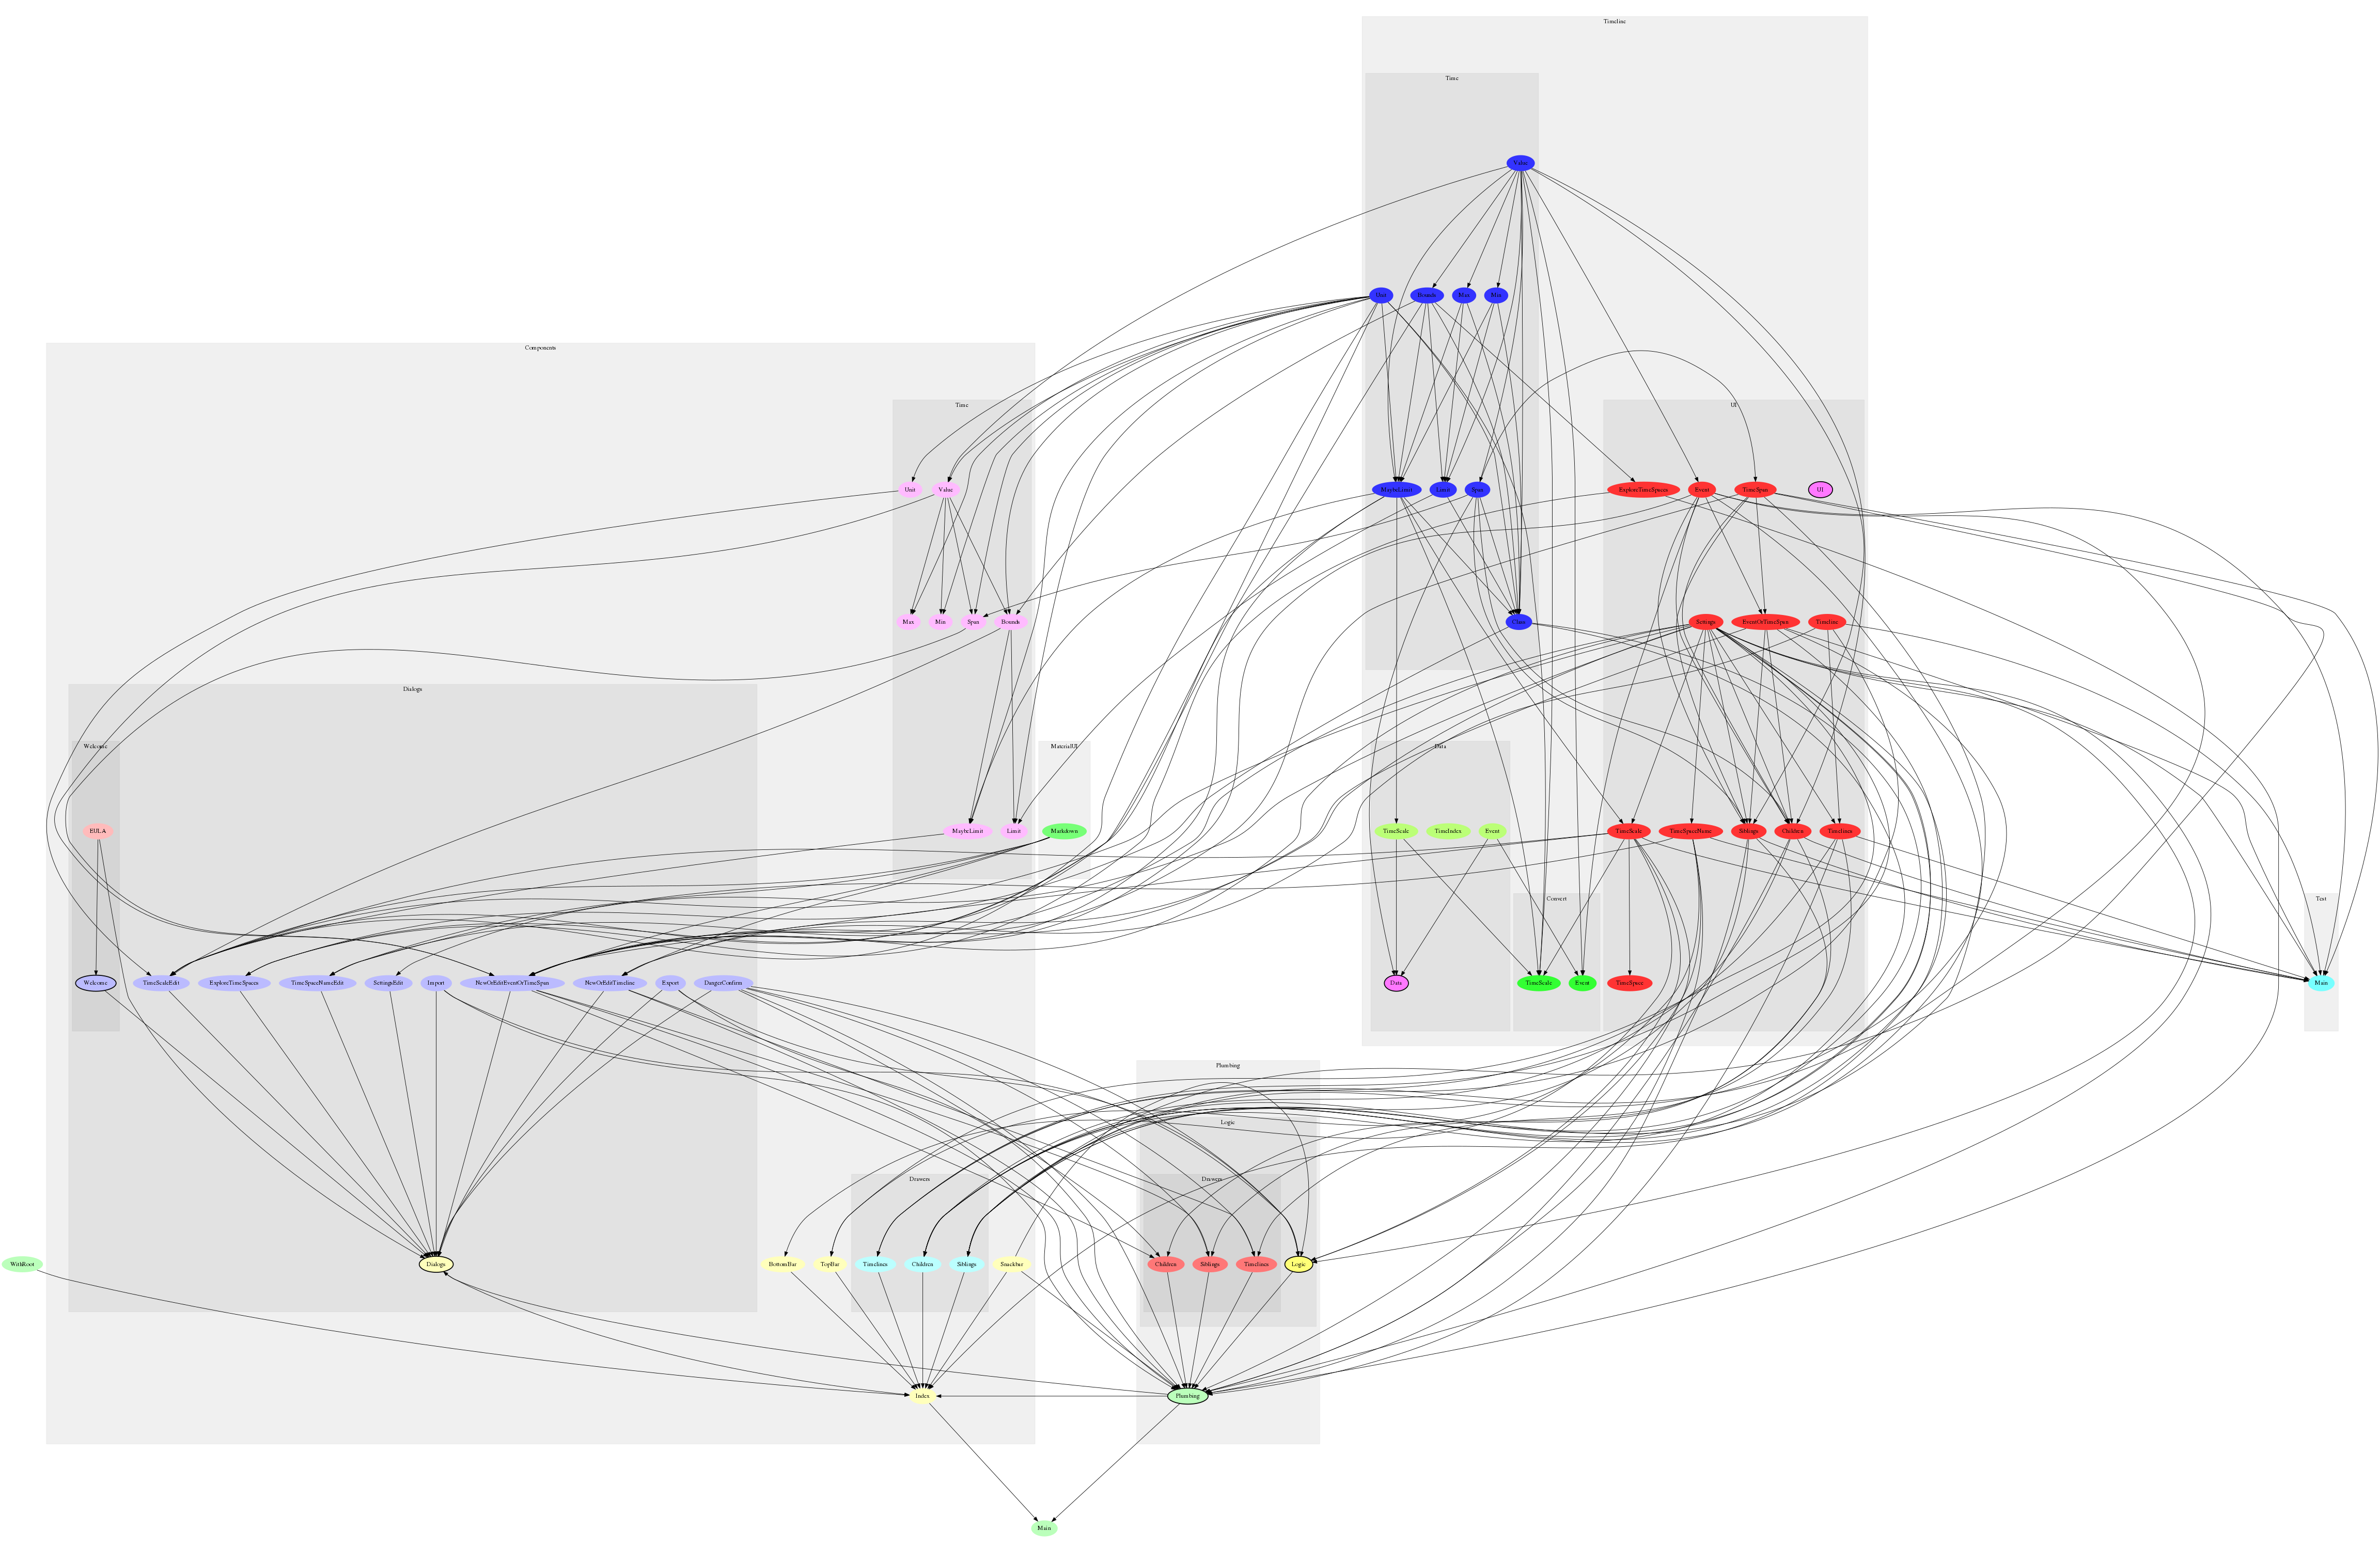 Timeline
Time
Value
Unit
Bounds
Max
Min
Components
Time
UI
Unit
Value
MaybeLimit
Limit
Span
ExploreTimeSpaces
Event
TimeSpan
UI
Max
Min
Span
Bounds
Class
Settings
EventOrTimeSpan
Timeline
Dialogs
Welcome
MaterialUI
Data
EULA
MaybeLimit
Limit
Markdown
TimeScale
TimeIndex
Event
TimeScale
TimeSpaceName
Siblings
Children
Timelines
Convert
Test
Welcome
TimeScaleEdit
ExploreTimeSpaces
TimeSpaceNameEdit
SettingsEdit
Import
NewOrEditEventOrTimeSpan
NewOrEditTimeline
Export
DangerConfirm
Data
TimeScale
Event
TimeSpace
Main
Plumbing
Logic
Drawers
Drawers
WithRoot
Dialogs
BottomBar
TopBar
Timelines
Children
Siblings
Snackbar
Children
Siblings
Timelines
Logic
Index
Plumbing
Main